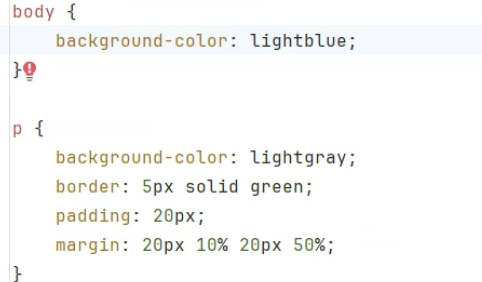 body {
    background-color: lightblue;
}
p {
    background-color: lightgray;
    border: 5px solid green;
    padding: 20px;
    margin: 20px 10% 20px 50%;
}